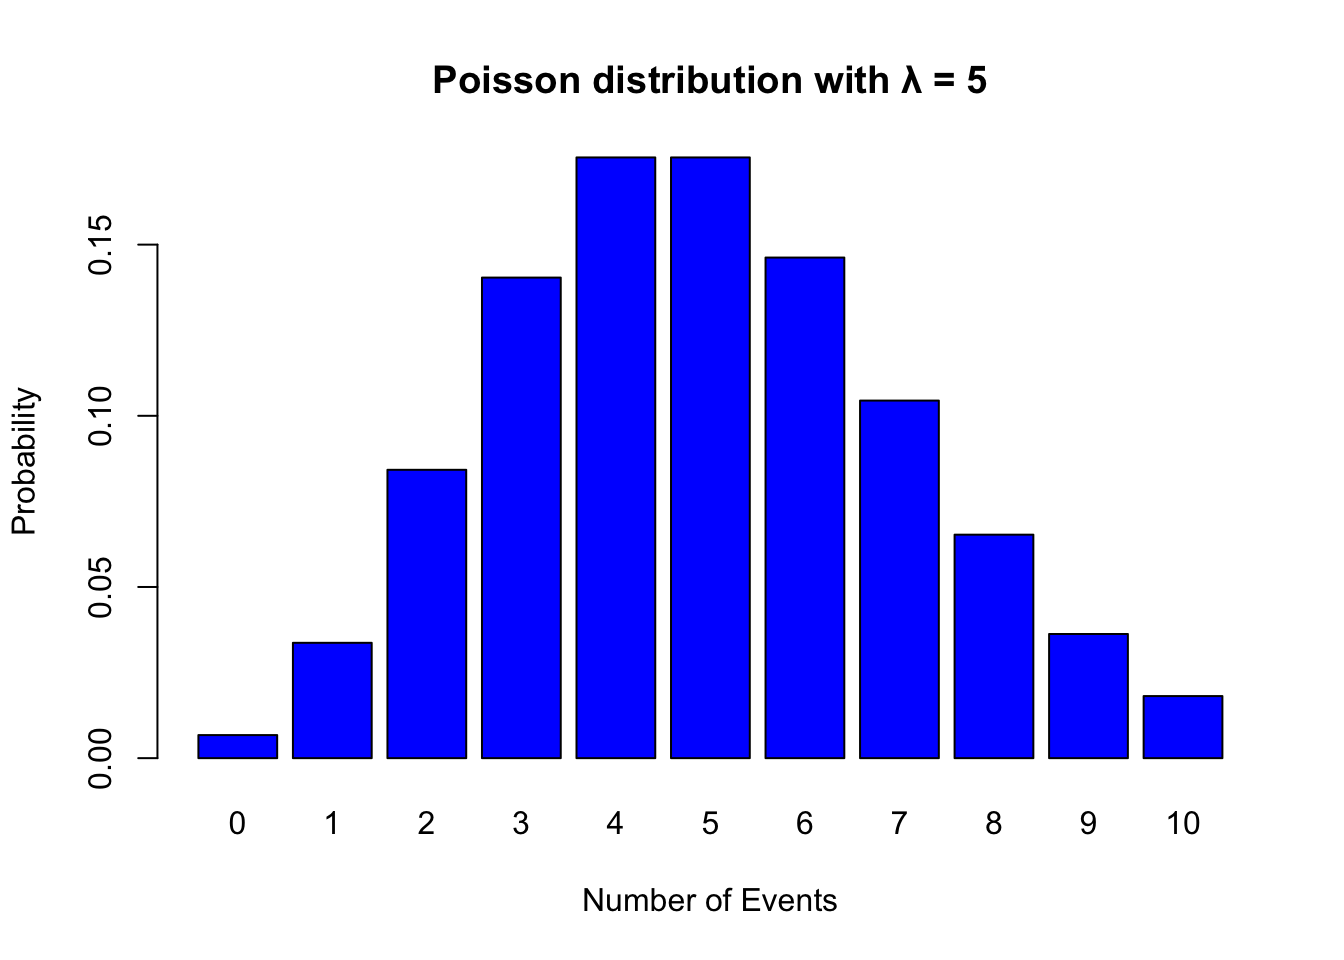 Poisson distribution with λ = 5
Probability
0.15
0.10
0.05
0.00
0 1 2 3 4 5 6 7 8 9 10
Number of Events